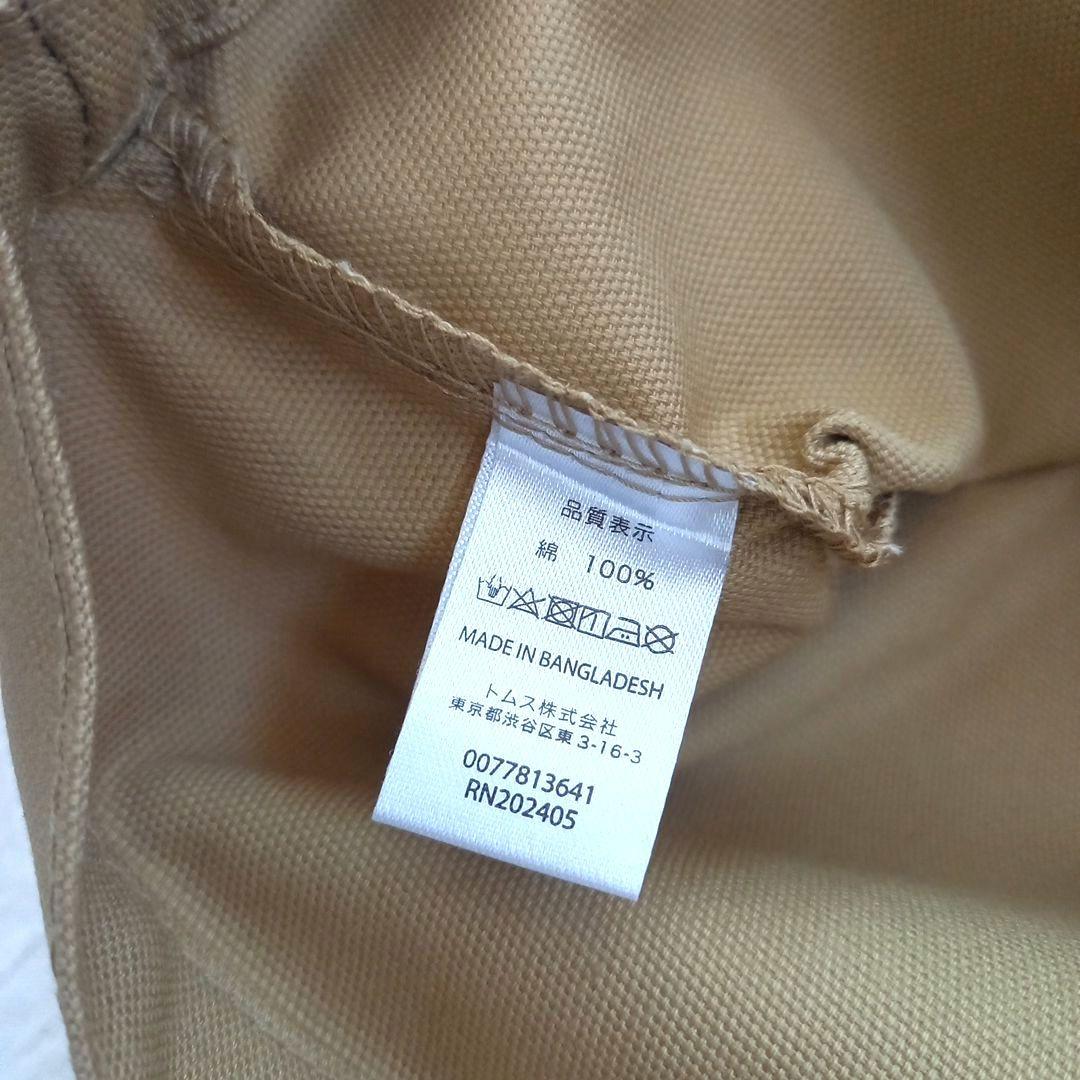 品質表示
綿 100%
MADE IN BANGLADESH
トムス株式会社
東京都渋谷区東3-16-3
0077813641
RN202405